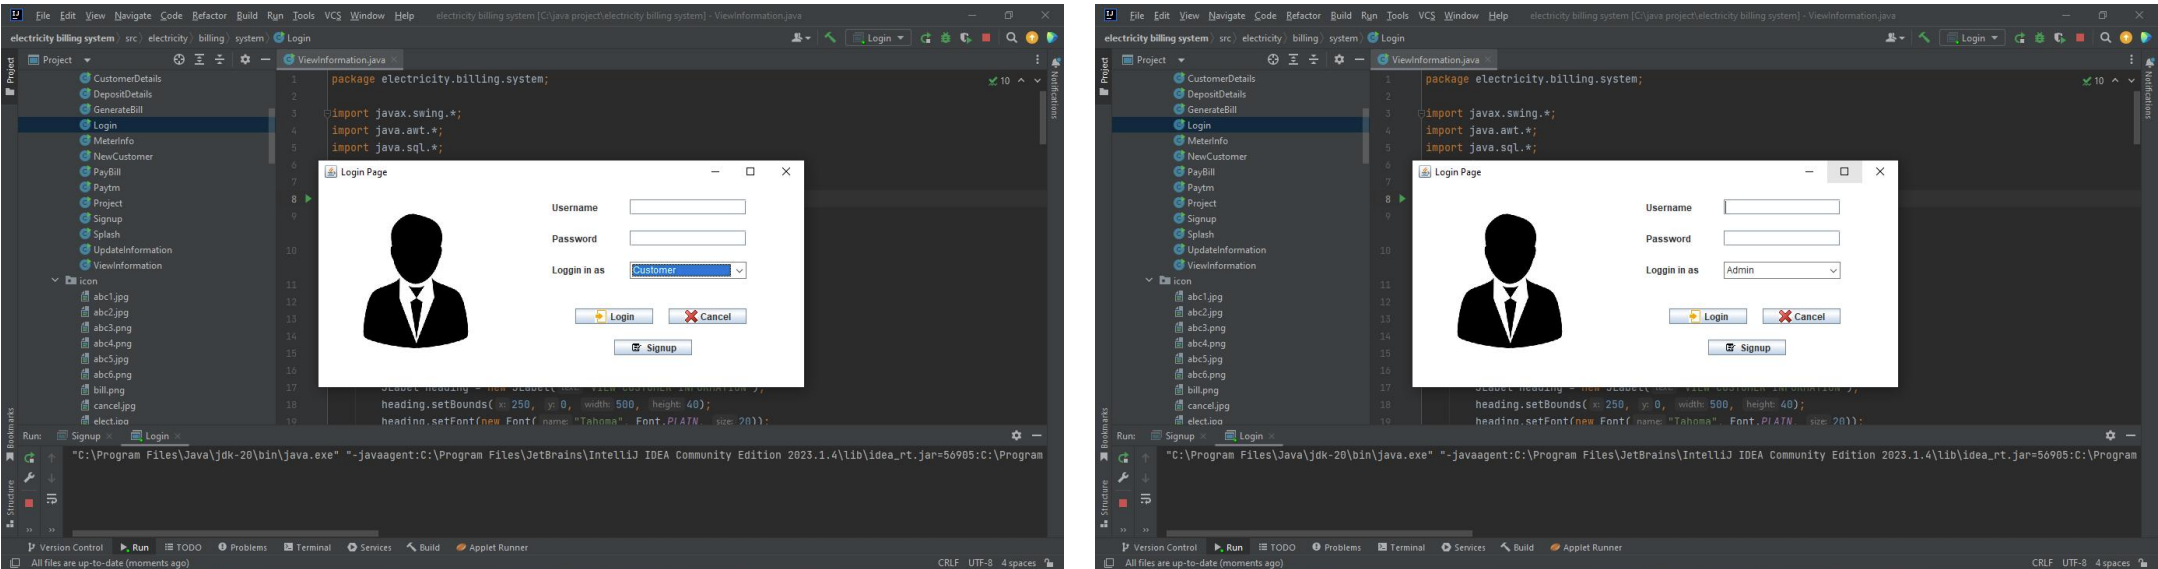 File Edit View Navigate Code Refactor Build Run Tools VCS Window Help electricity billing system [C:\java project\electricity billing system] - ViewInformation.java
electricity billing system src electricity billing system Login
Login
Project
Project
ViewInformation.java
Notifications
CustomerDetails
DepositDetails
GenerateBill
Login
MeterInfo
NewCustomer
PayBill
Paytm
Project
Signup
Splash
UpdateInformation
ViewInformation
icon
abc1.jpg
abc2.jpg
abc3.png
abc4.png
abc5.jpg
abc6.png
bill.png
cancel.jpg
elect.jpg
1 package electricity.billing.system;
10
2
3 import javax.swing.*;
4 import java.awt.*;
5 import java.sql.*;
6
7
8
9
10
11
12
13
14
15
16
17 JLabel heading = new JLabel( text: "VIEW CUSTOMER INFORMATION");
18 heading.setBounds( x: 250, y: 0, width: 500, height: 40);
19 heading.setFont(new Font( name: "Tahoma", Font.PLAIN, size: 20));
Login Page
Username
Password
Loggin in as Customer
Login Cancel
Signup
Bookmarks
Structure
Run: Signup Login
"C:\Program Files\Java\jdk-20\bin\java.exe" "-javaagent:C:\Program Files\JetBrains\IntelliJ IDEA Community Edition 2023.1.4\lib\idea_rt.jar=56905:C:\Program
Version Control Run TODO Problems Terminal Services Build Applet Runner
All files are up-to-date (moments ago) CRLF UTF-8 4 spaces
File Edit View Navigate Code Refactor Build Run Tools VCS Window Help electricity billing system [C:\java project\electricity billing system] - ViewInformation.java
electricity billing system src electricity billing system Login
Login
Project
Project
ViewInformation.java
Notifications
CustomerDetails
DepositDetails
GenerateBill
Login
MeterInfo
NewCustomer
PayBill
Paytm
Project
Signup
Splash
UpdateInformation
ViewInformation
icon
abc1.jpg
abc2.jpg
abc3.png
abc4.png
abc5.jpg
abc6.png
bill.png
cancel.jpg
elect.jpg
1 package electricity.billing.system;
10
2
3 import javax.swing.*;
4 import java.awt.*;
5 import java.sql.*;
6
7
8
9
10
11
12
13
14
15
16
17 JLabel heading = new JLabel( text: "VIEW CUSTOMER INFORMATION");
18 heading.setBounds( x: 250, y: 0, width: 500, height: 40);
19 heading.setFont(new Font( name: "Tahoma", Font.PLAIN, size: 20));
Login Page
Username
Password
Loggin in as Admin
Login Cancel
Signup
Bookmarks
Structure
Run: Signup Login
"C:\Program Files\Java\jdk-20\bin\java.exe" "-javaagent:C:\Program Files\JetBrains\IntelliJ IDEA Community Edition 2023.1.4\lib\idea_rt.jar=56905:C:\Program
Version Control Run TODO Problems Terminal Services Build Applet Runner
All files are up-to-date (moments ago) CRLF UTF-8 4 spaces